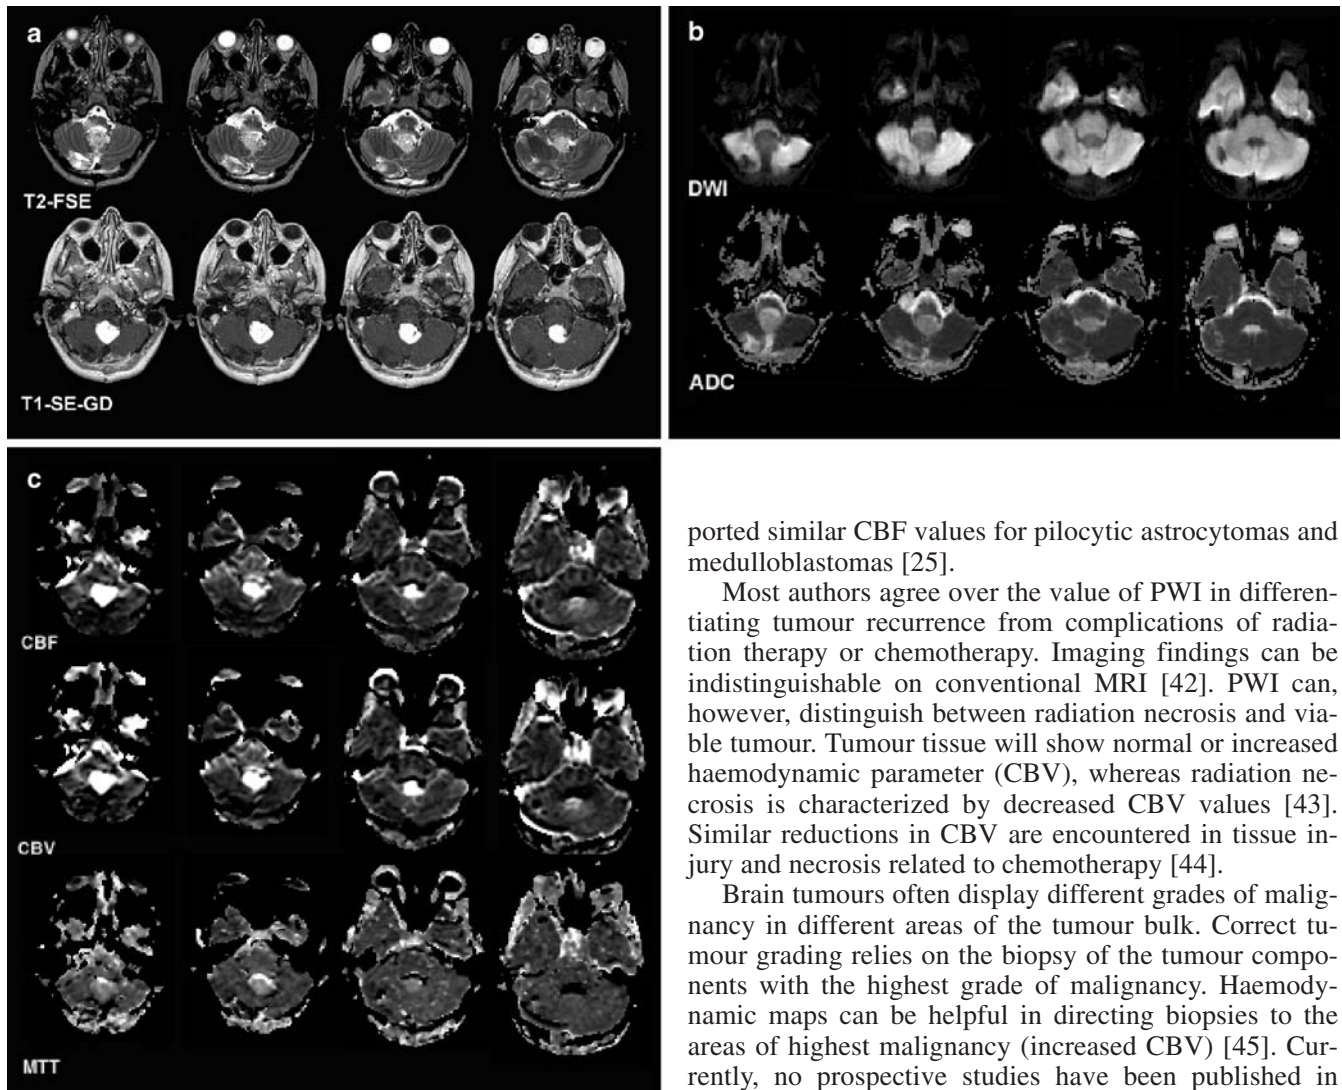 a
T2-FSE
T1-SE-GD
b
DWI
ADC
c
CBF
CBV
MTT
ported similar CBF values for pilocytic astrocytomas and
medulloblastomas [25].
Most authors agree over the value of PWI in differen-
tiating tumour recurrence from complications of radia-
tion therapy or chemotherapy. Imaging findings can be
indistinguishable on conventional MRI [42]. PWI can,
however, distinguish between radiation necrosis and via-
ble tumour. Tumour tissue will show normal or increased
haemodynamic parameter (CBV), whereas radiation ne-
crosis is characterized by decreased CBV values [43].
Similar reductions in CBV are encountered in tissue in-
jury and necrosis related to chemotherapy [44].
Brain tumours often display different grades of malig-
nancy in different areas of the tumour bulk. Correct tu-
mour grading relies on the biopsy of the tumour compo-
nents with the highest grade of malignancy. Haemody-
namic maps can be helpful in directing biopsies to the
areas of highest malignancy (increased CBV) [45]. Cur-
rently, no prospective studies have been published in